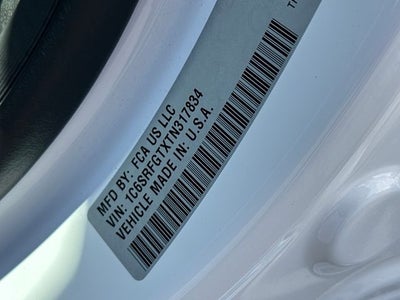 MFD BY: FCA US LLC
VIN: 1C6SRFGTXTN317834
VEHICLE MADE IN: U.S.A.